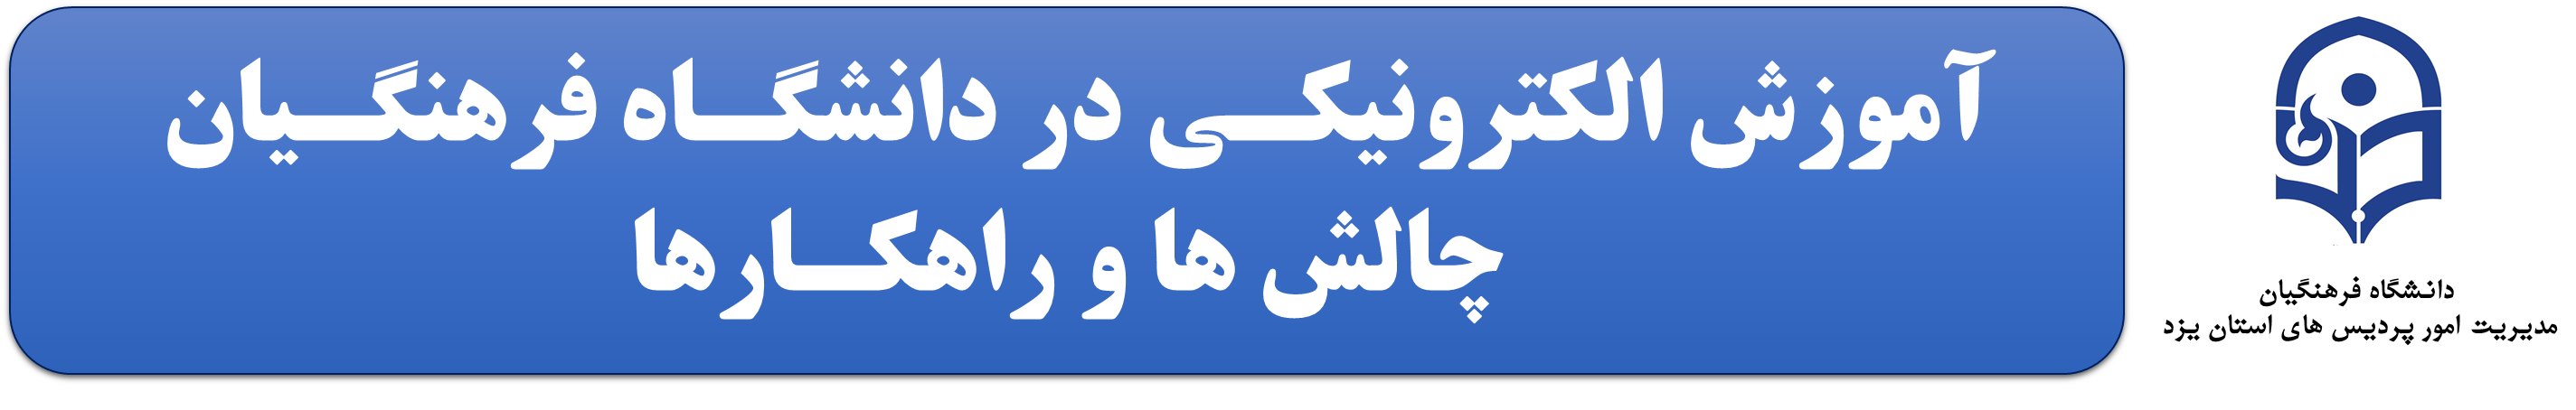 آموزش الکترونیکی در دانشگاه فرهنگیان
چالش ها و راهکارها
دانشگاه فرهنگیان
مدیریت امور پردیس های استان یزد